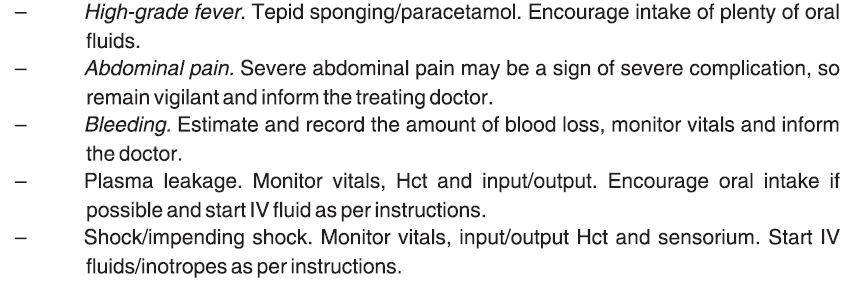 – High-grade fever. Tepid sponging/paracetamol. Encourage intake of plenty of oral
fluids.
– Abdominal pain. Severe abdominal pain may be a sign of severe complication, so
remain vigilant and inform the treating doctor.
– Bleeding. Estimate and record the amount of blood loss, monitor vitals and inform
the doctor.
– Plasma leakage. Monitor vitals, Hct and input/output. Encourage oral intake if
possible and start IV fluid as per instructions.
– Shock/impending shock. Monitor vitals, input/output Hct and sensorium. Start IV
fluids/inotropes as per instructions.